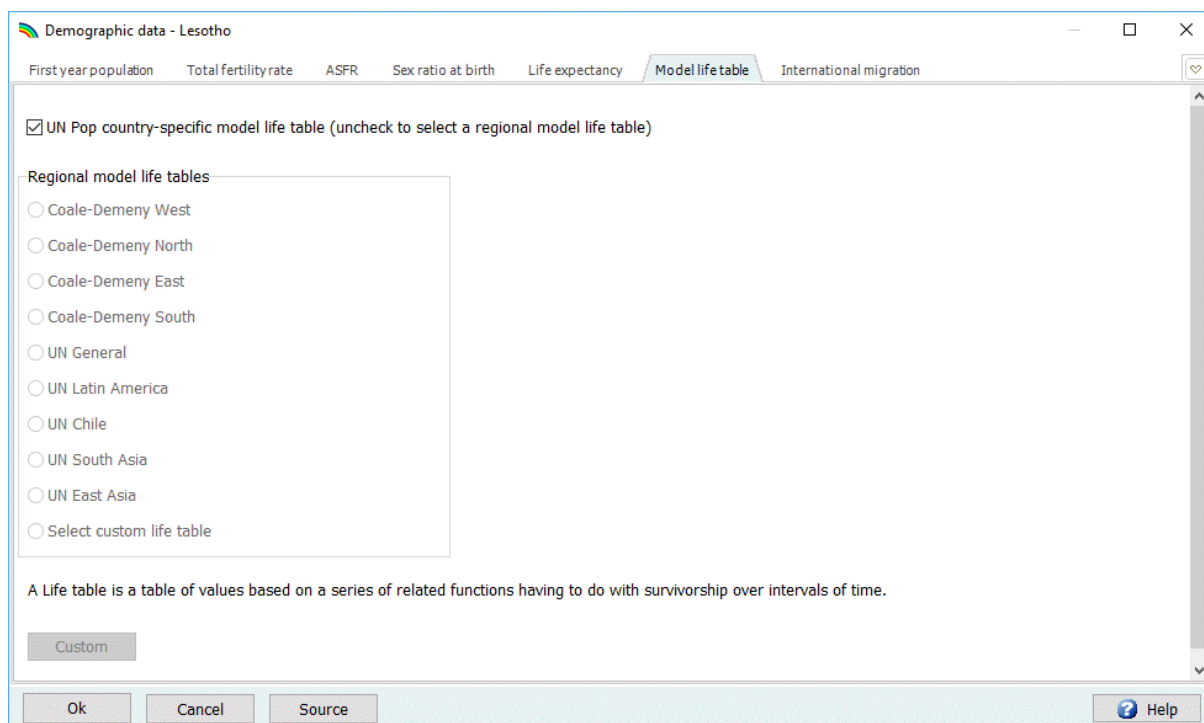 Demographic data - Lesotho
First year population Total fertility rate ASFR Sex ratio at birth Life expectancy Model life table International migration
UN Pop country-specific model life table (uncheck to select a regional model life table)
Regional model life tables
Coale-Demeny West
Coale-Demeny North
Coale-Demeny East
Coale-Demeny South
UN General
UN Latin America
UN Chile
UN South Asia
UN East Asia
Select custom life table
A Life table is a table of values based on a series of related functions having to do with survivorship over intervals of time.
Custom
Ok Cancel Source Help